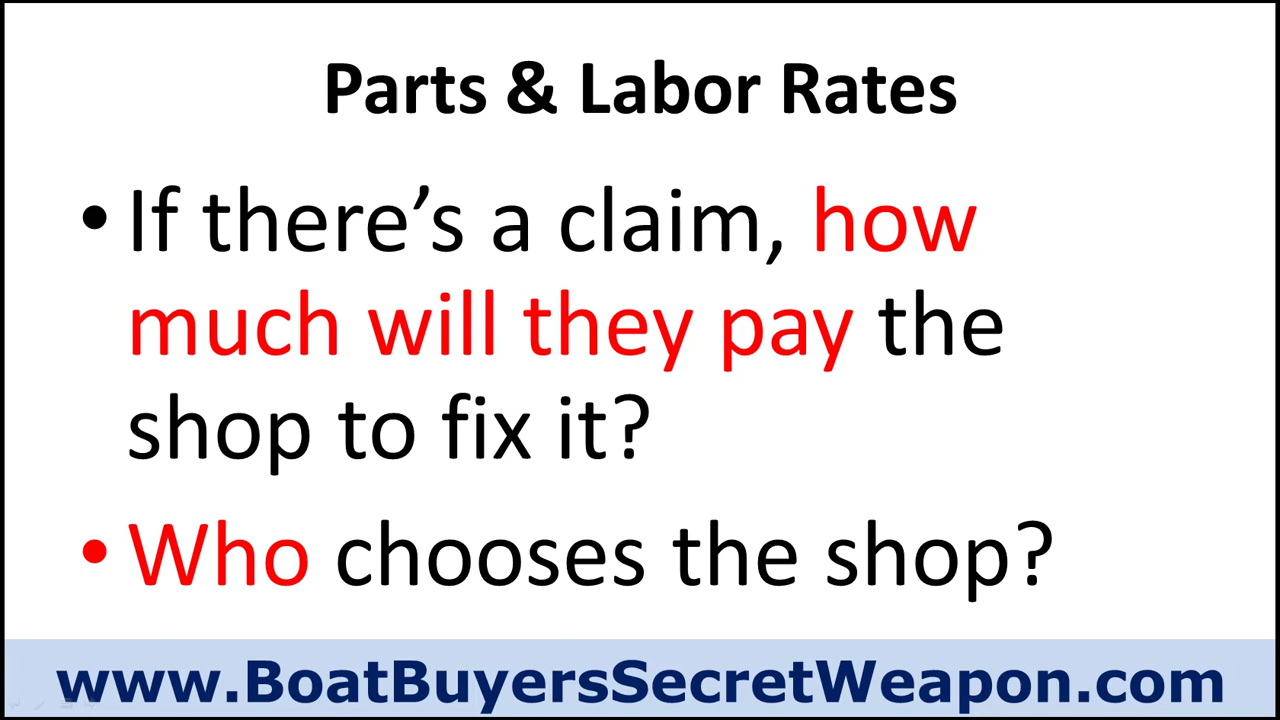 Parts & Labor Rates
• If there’s a claim, how
much will they pay the
shop to fix it?
• Who chooses the shop?
www.BoatBuyersSecretWeapon.com